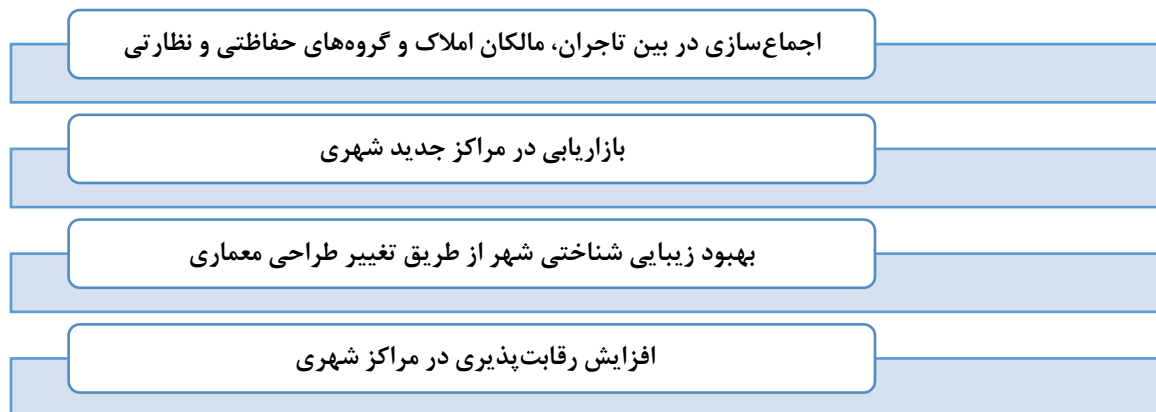 اجماع‌سازی در بین تاجران، مالکان املاک و گروه‌های حفاظتی و نظارتی
بازاریابی در مراکز جدید شهری
بهبود زیبایی شناختی شهر از طریق تغییر طراحی معماری
افزایش رقابت‌پذیری در مراکز شهری